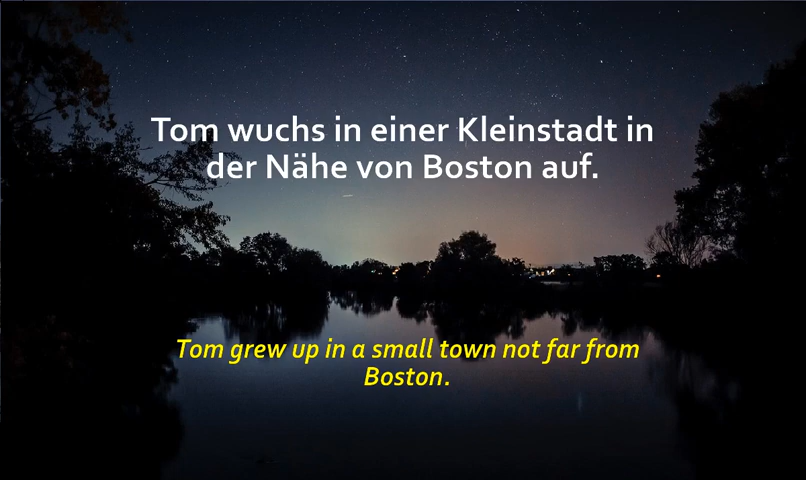 Tom wuchs in einer Kleinstadt in
der Nähe von Boston auf.
Tom grew up in a small town not far from
Boston.